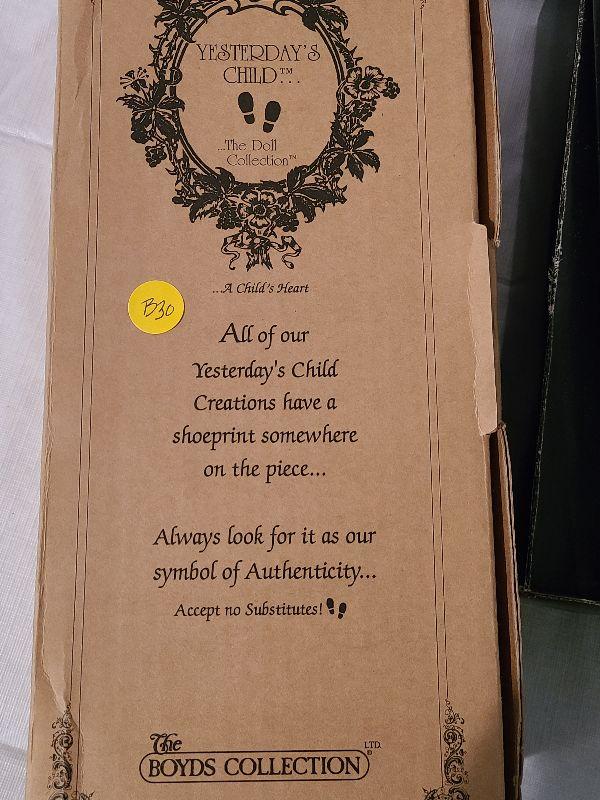 YESTERDAY'S
CHILD™...
...The Doll
Collection™
...A Child's Heart
B30
All of our
Yesterday's Child
Creations have a
shoeprint somewhere
on the piece...
Always look for it as our
symbol of Authenticity...
Accept no Substitutes!
The
BOYDS COLLECTION LTD.®